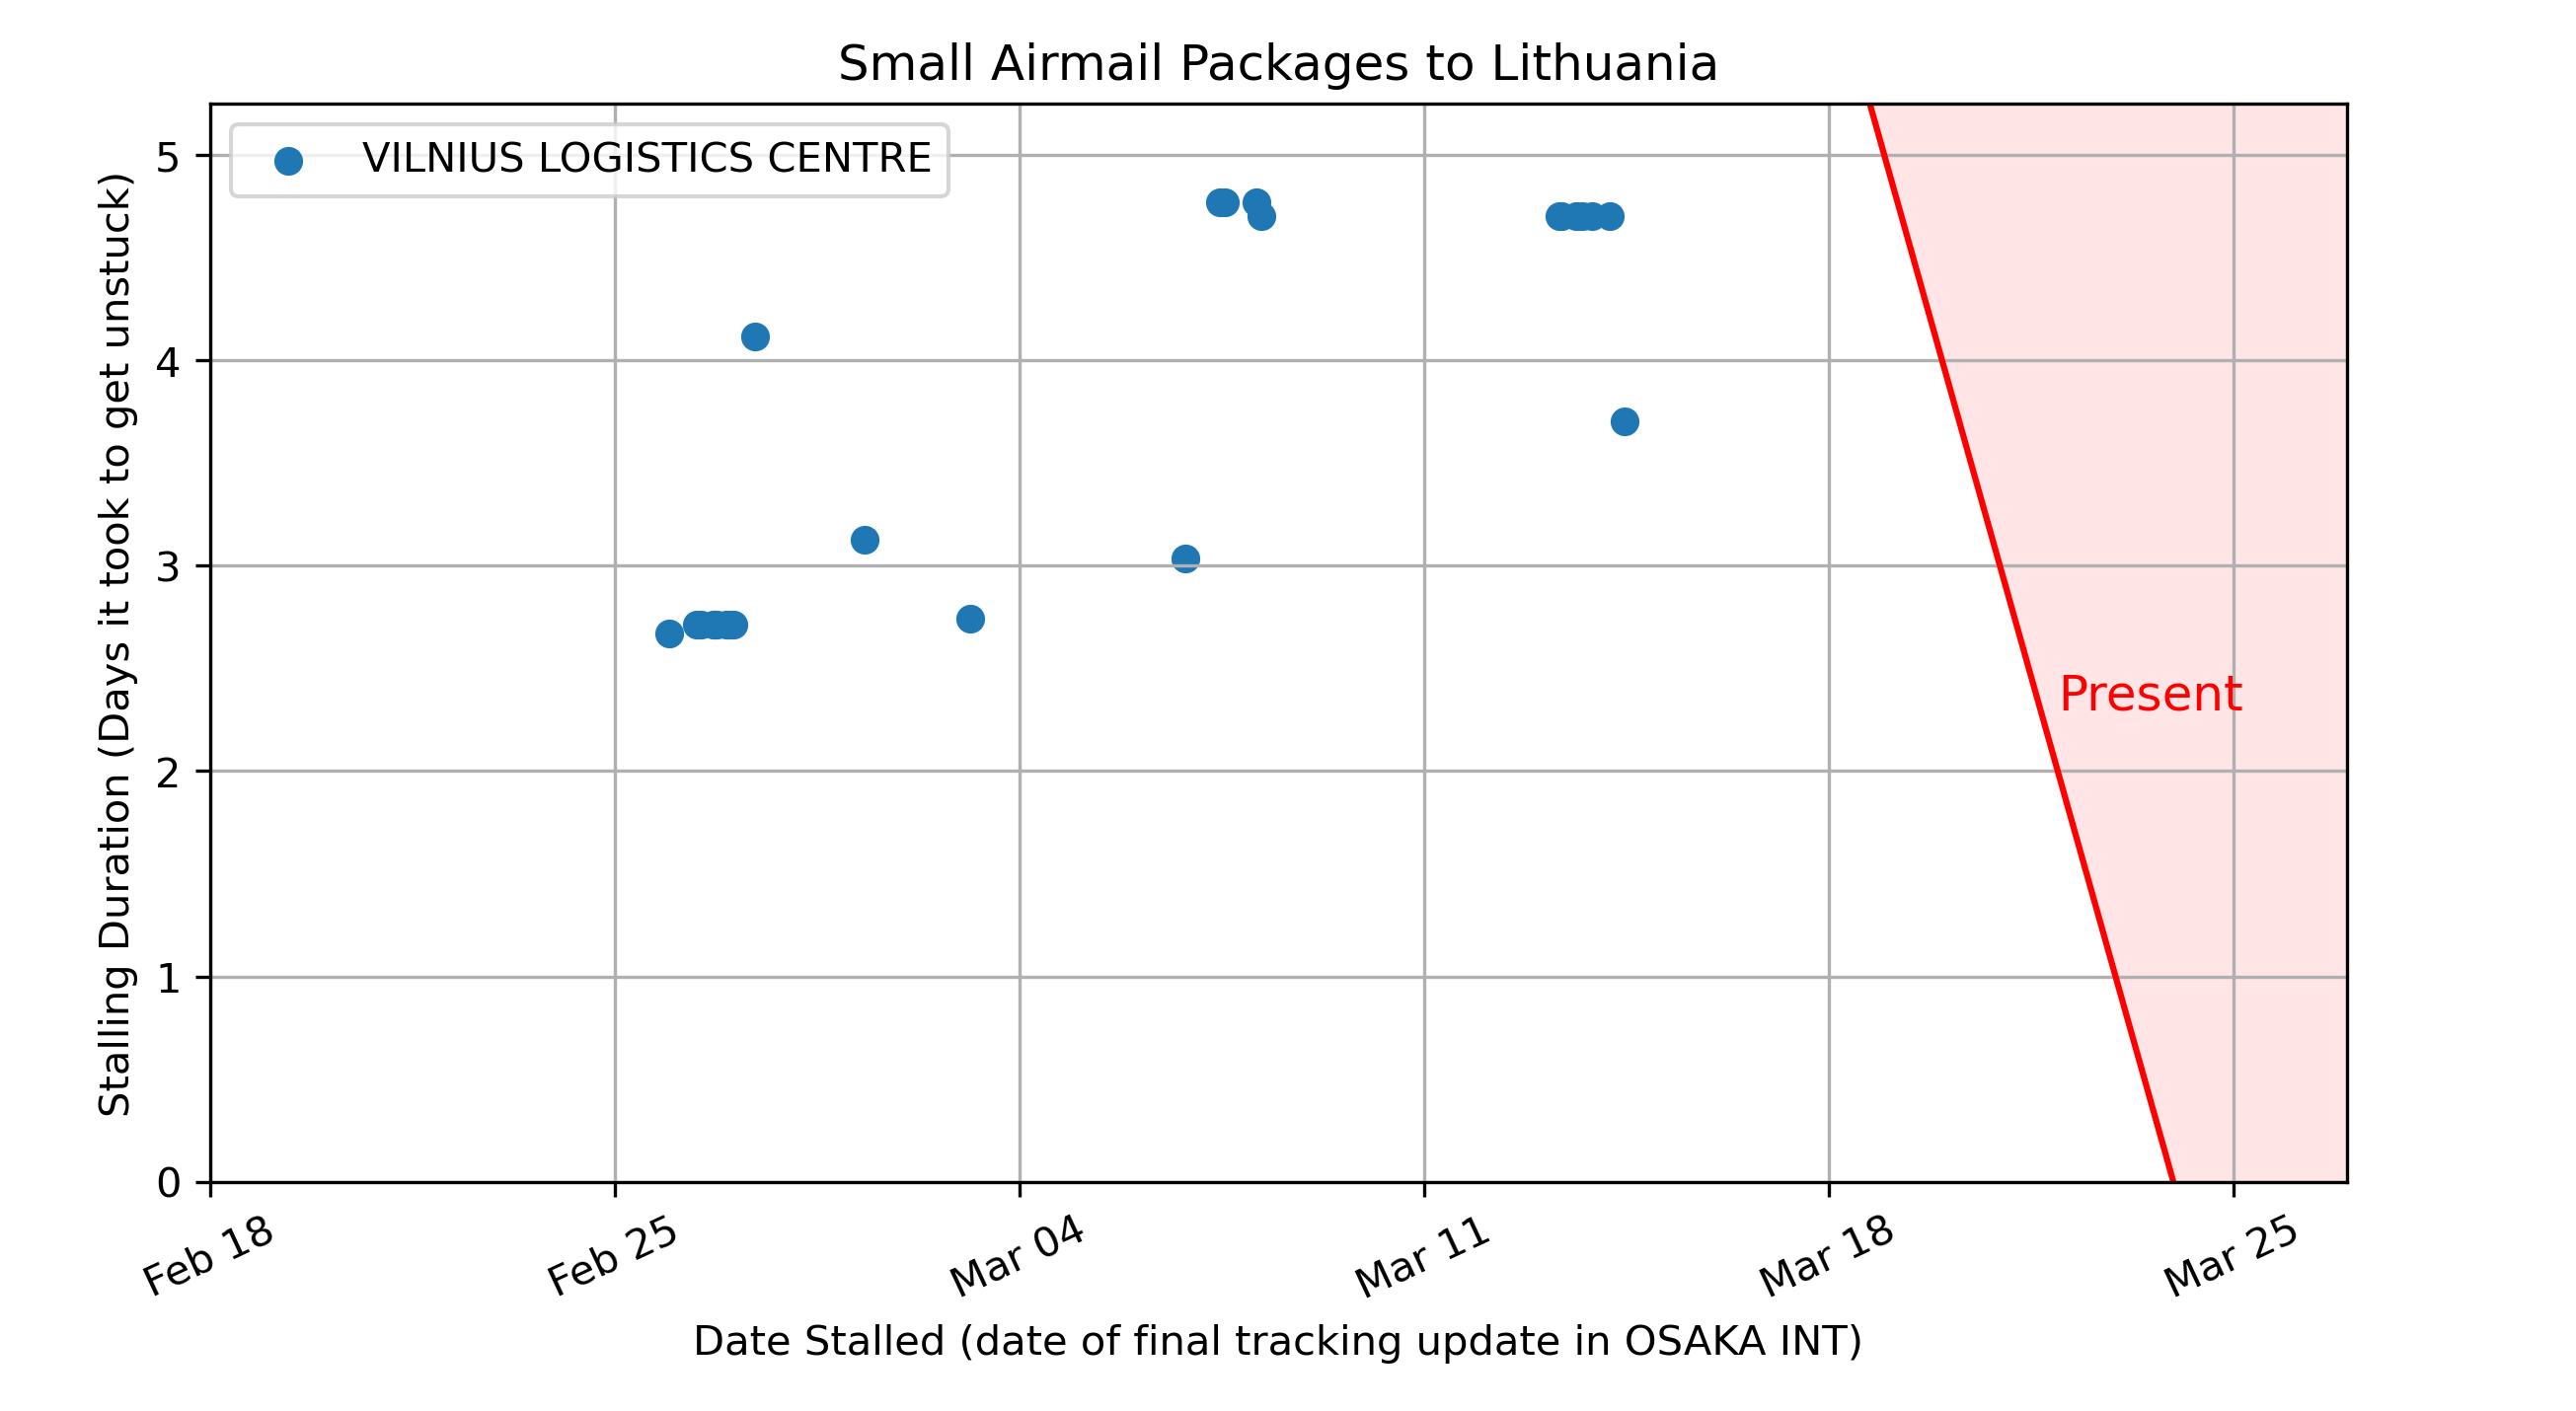 Small Airmail Packages to Lithuania
VILNIUS LOGISTICS CENTRE
Stalling Duration (Days it took to get unstuck)
5
4
3
2
1
0
Present
Feb 18
Feb 25
Mar 04
Mar 11
Mar 18
Mar 25
Date Stalled (date of final tracking update in OSAKA INT)